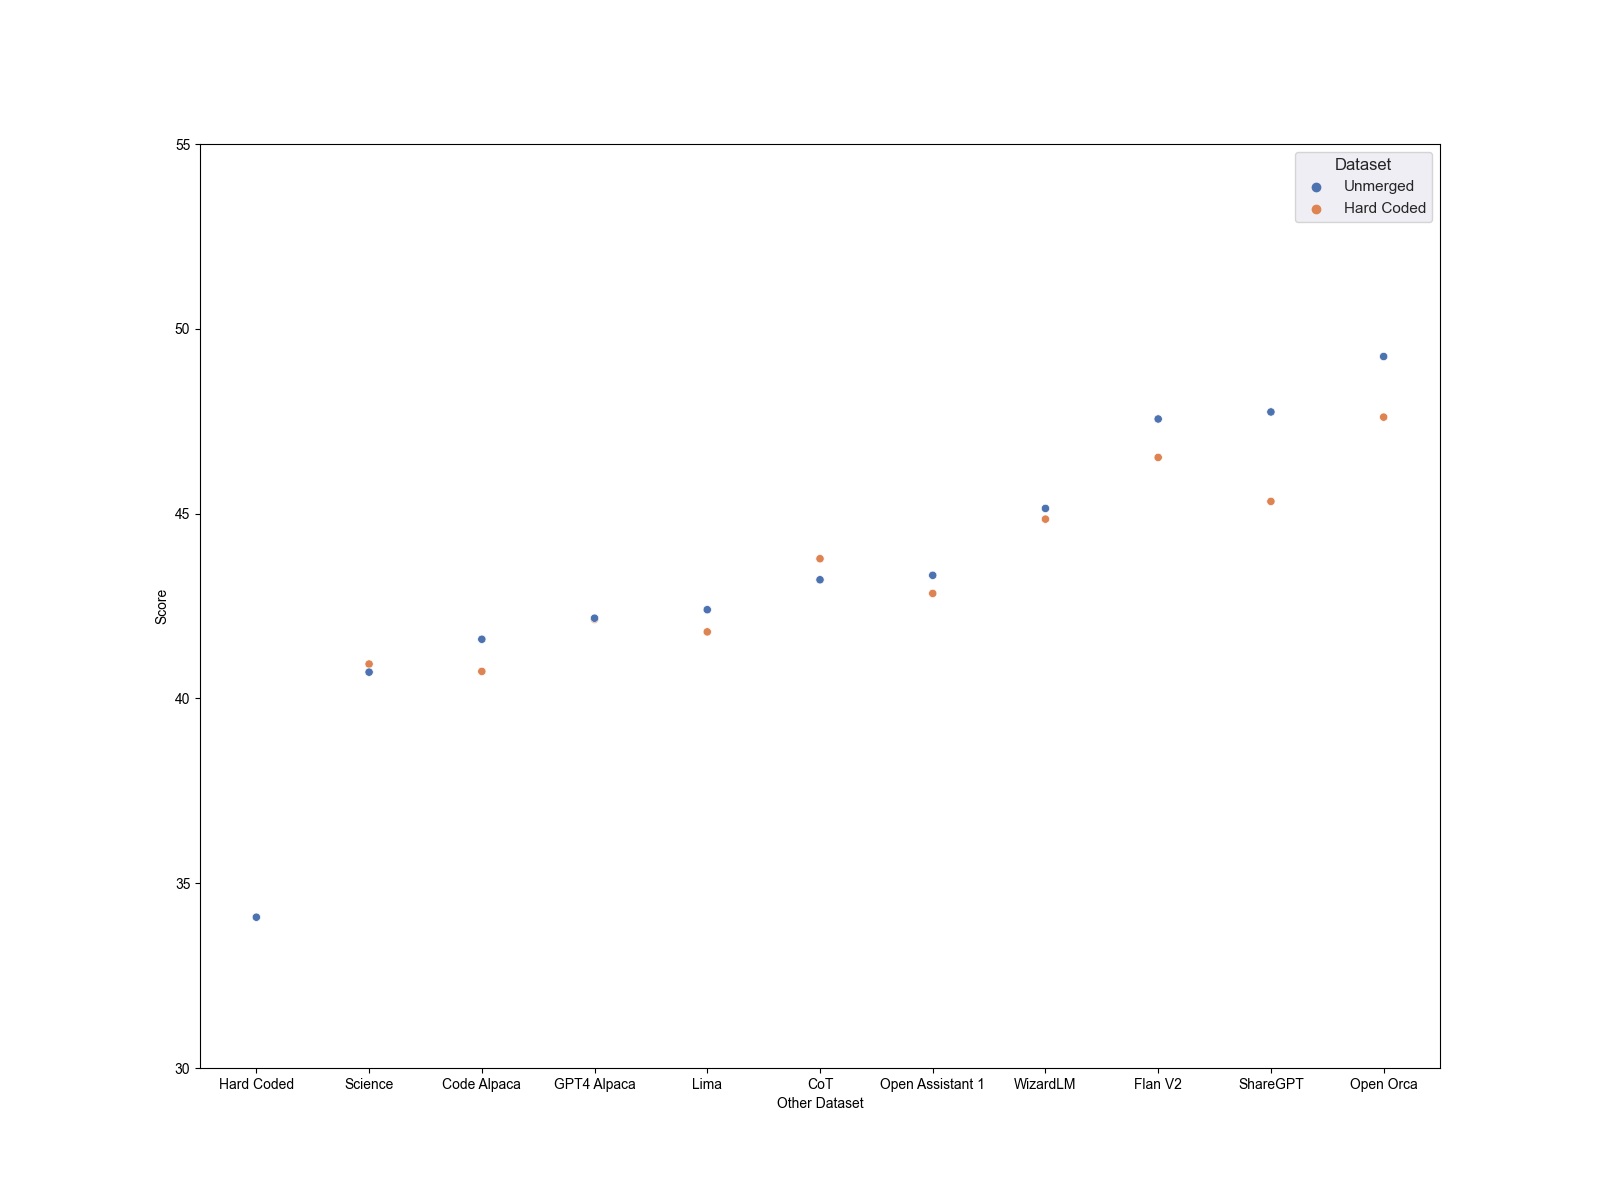 55
Dataset
Unmerged
Hard Coded
50
45
Score
40
35
30
Hard Coded Science Code Alpaca GPT4 Alpaca Lima CoT Open Assistant 1 WizardLM Flan V2 ShareGPT Open Orca
Other Dataset